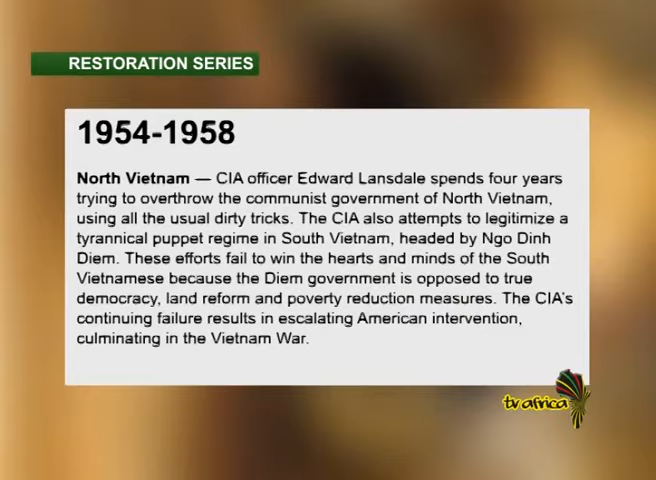 RESTORATION SERIES
1954-1958
North Vietnam — CIA officer Edward Lansdale spends four years
trying to overthrow the communist government of North Vietnam,
using all the usual dirty tricks. The CIA also attempts to legitimize a
tyrannical puppet regime in South Vietnam, headed by Ngo Dinh
Diem. These efforts fail to win the hearts and minds of the South
Vietnamese because the Diem government is opposed to true
democracy, land reform and poverty reduction measures. The CIA's
continuing failure results in escalating American intervention,
culminating in the Vietnam War.
tv africa